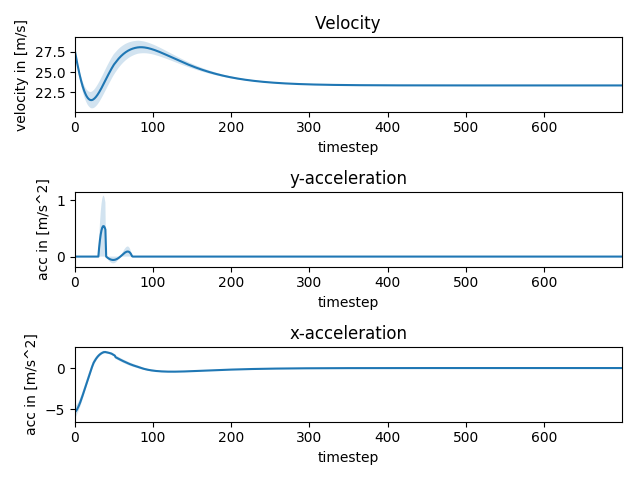 Velocity
velocity in [m/s]
27.5
25.0
22.5
0 100 200 300 400 500 600
timestep
y-acceleration
acc in [m/s^2]
1
0
0 100 200 300 400 500 600
timestep
x-acceleration
acc in [m/s^2]
0
−5
0 100 200 300 400 500 600
timestep